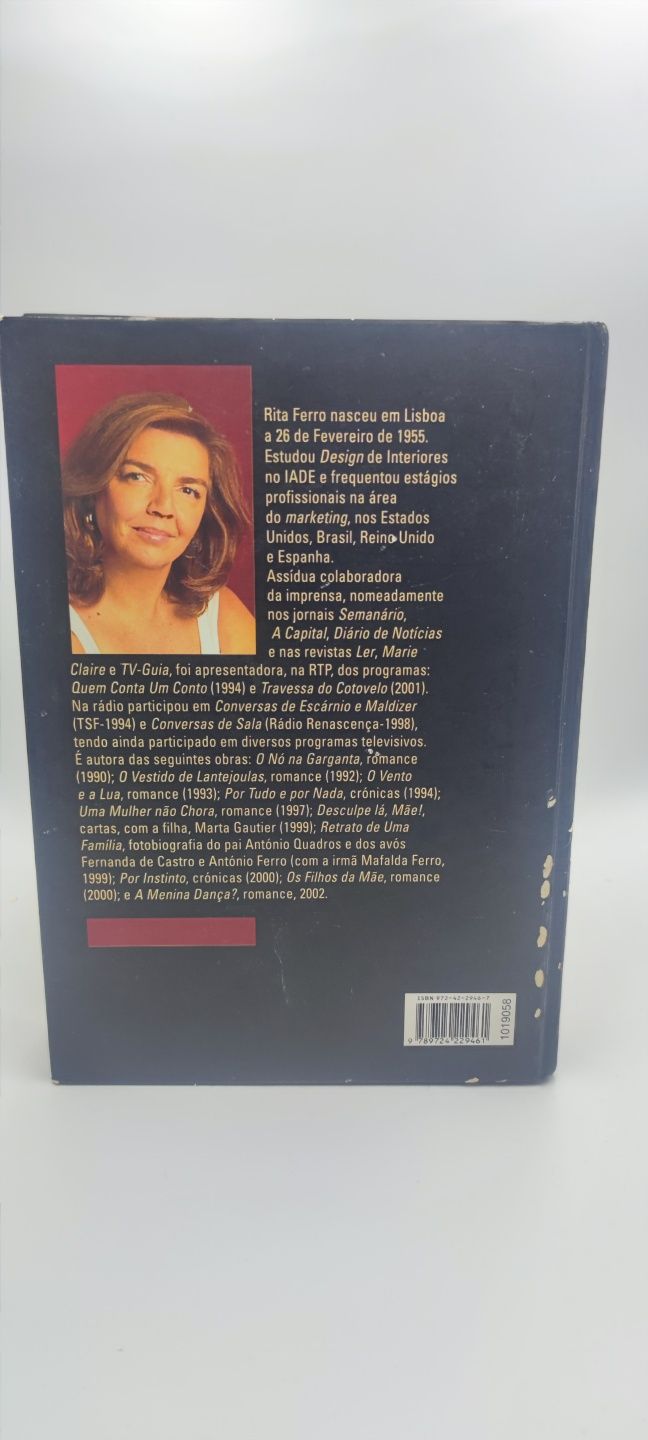 Rita Ferro nasceu em Lisboa
a 26 de Fevereiro de 1955.
Estudou Design de Interiores
no IADE e frequentou estágios
profissionais na área
do marketing, nos Estados
Unidos, Brasil, Reino Unido
e Espanha.
Assídua colaboradora
da imprensa, nomeadamente
nos jornais Semanário,
A Capital, Diário de Notícias
e nas revistas Ler, Marie
Claire e TV-Guia, foi apresentadora, na RTP, dos programas:
Quem Conta Um Conto (1994) e Travessa do Cotovelo (2001).
Na rádio participou em Conversas de Escárnio e Maldizer
(TSF-1994) e Conversas de Sala (Rádio Renascença-1998),
tendo ainda participado em diversos programas televisivos.
É autora das seguintes obras: O Nó na Garganta, romance
(1990); O Vestido de Lantejoulas, romance (1992); O Vento
e a Lua, romance (1993); Por Tudo e por Nada, crónicas (1994);
Uma Mulher não Chora, romance (1997); Desculpe lá, Mãe!,
cartas, com a filha, Marta Gautier (1999); Retrato de Uma
Família, fotobiografia do pai António Quadros e dos avós
Fernanda de Castro e António Ferro (com a irmã Mafalda Ferro,
1999); Por Instinto, crónicas (2000); Os Filhos da Mãe, romance
(2000); e A Menina Dança?, romance, 2002.
ISBN 972-42-2946-7
9 789724 229461
1019058